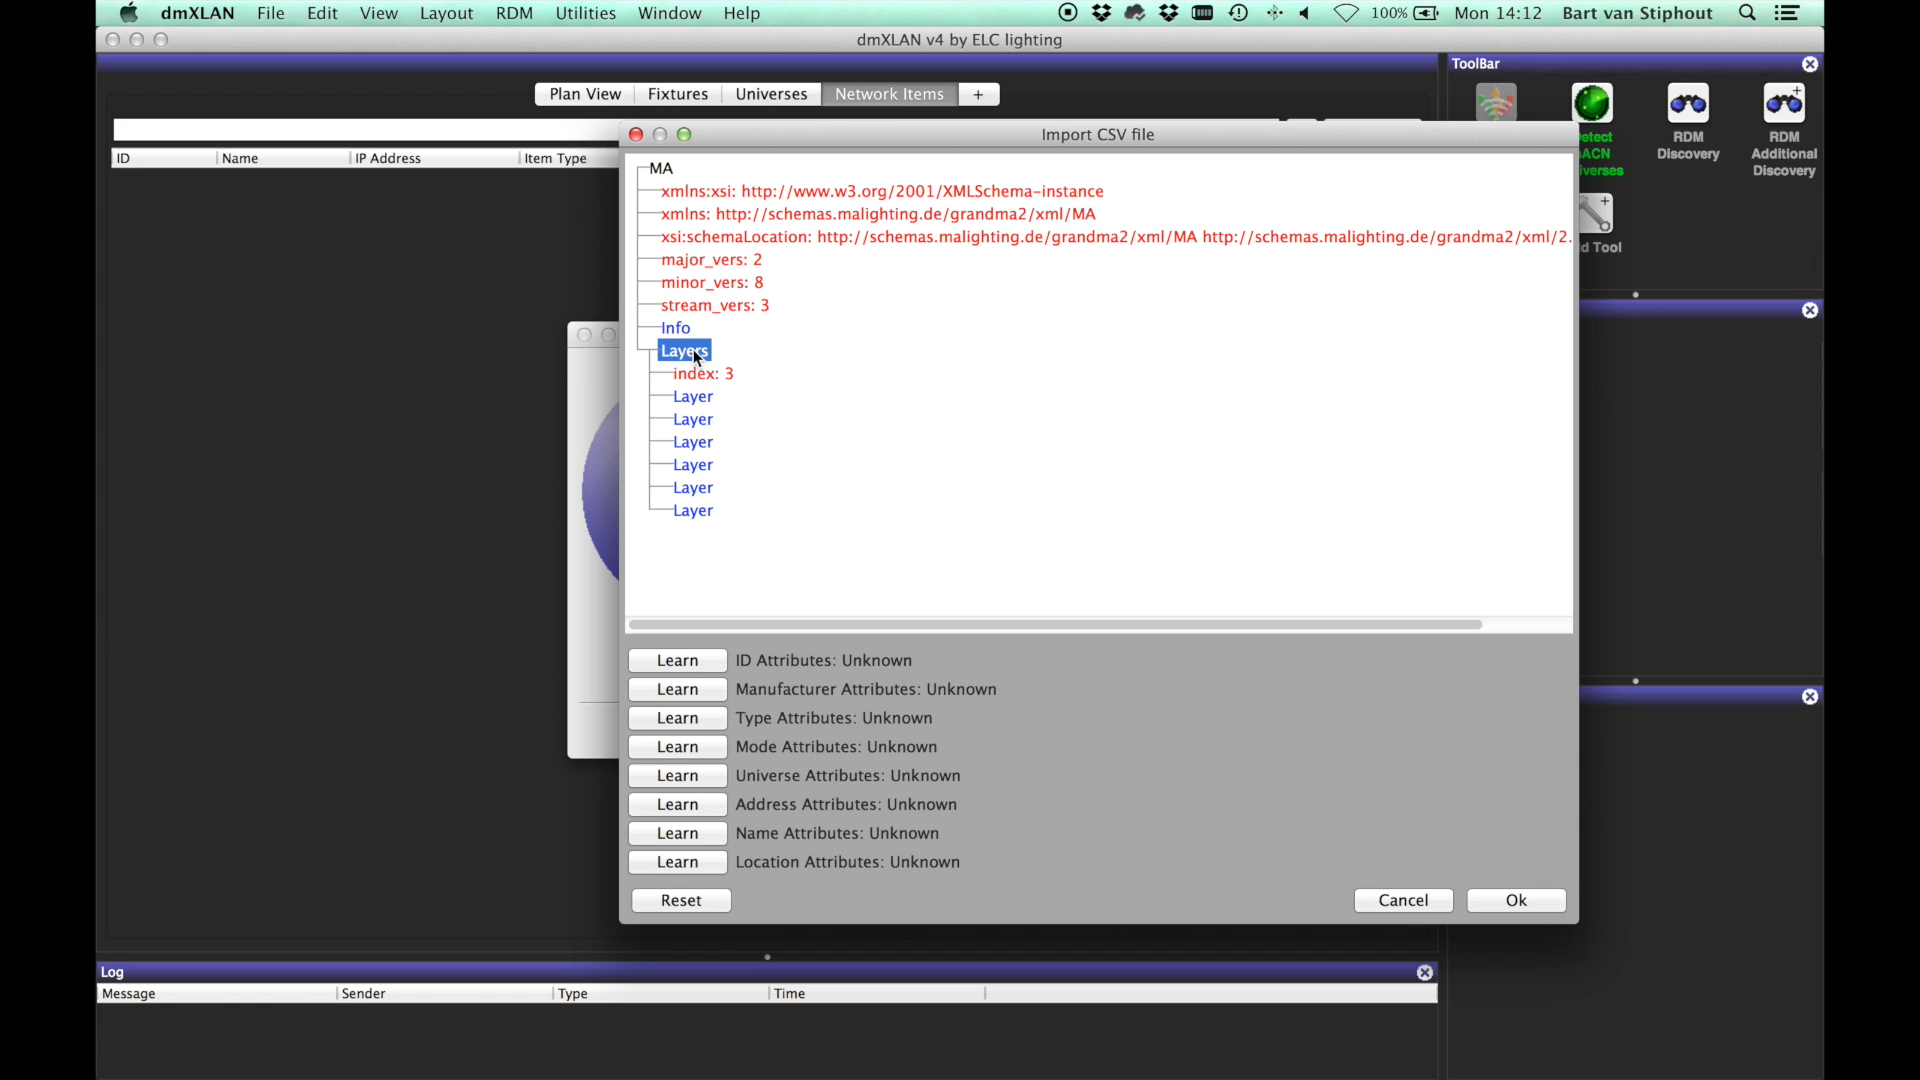 dmXLAN File Edit View Layout RDM Utilities Window Help 100% Mon 14:12 Bart van Stiphout
dmXLAN v4 by ELC lighting
ToolBar
Plan View Fixtures Universes Network Items +
ID Name IP Address Item Type
Import CSV file
RDM Discovery
RDM Additional Discovery
MA
xmlns:xsi: http://www.w3.org/2001/XMLSchema-instance
xmlns: http://schemas.malighting.de/grandma2/xml/MA
xsi:schemaLocation: http://schemas.malighting.de/grandma2/xml/MA http://schemas.malighting.de/grandma2/xml/2.
major_vers: 2
minor_vers: 8
stream_vers: 3
Info
Layers
index: 3
Layer
Layer
Layer
Layer
Layer
Layer
etect
ACN
iverses
d Tool
Learn ID Attributes: Unknown
Learn Manufacturer Attributes: Unknown
Learn Type Attributes: Unknown
Learn Mode Attributes: Unknown
Learn Universe Attributes: Unknown
Learn Address Attributes: Unknown
Learn Name Attributes: Unknown
Learn Location Attributes: Unknown
Reset Cancel Ok
Log
Message Sender Type Time